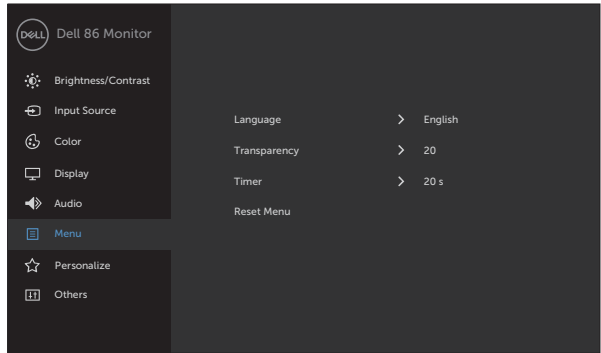 DELL
Dell 86 Monitor
Brightness/Contrast
Input Source
Color
Display
Audio
Menu
Personalize
Others
Language > English
Transparency > 20
Timer > 20 s
Reset Menu